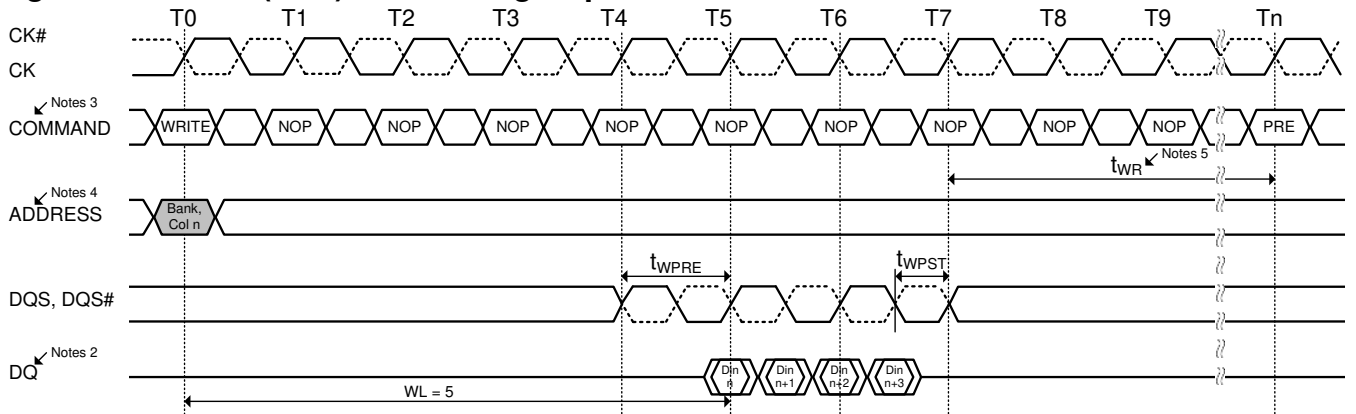 T0 T1 T2 T3 T4 T5 T6 T7 T8 T9 Tn
CK#
CK
Notes 3
COMMAND WRITE NOP NOP NOP NOP NOP NOP NOP NOP NOP PRE
tWR Notes 5
Notes 4
ADDRESS Bank, Col n
tWPRE tWPST
DQS, DQS#
Notes 2
DQ Din n Din n+1 Din n+2 Din n+3
WL = 5